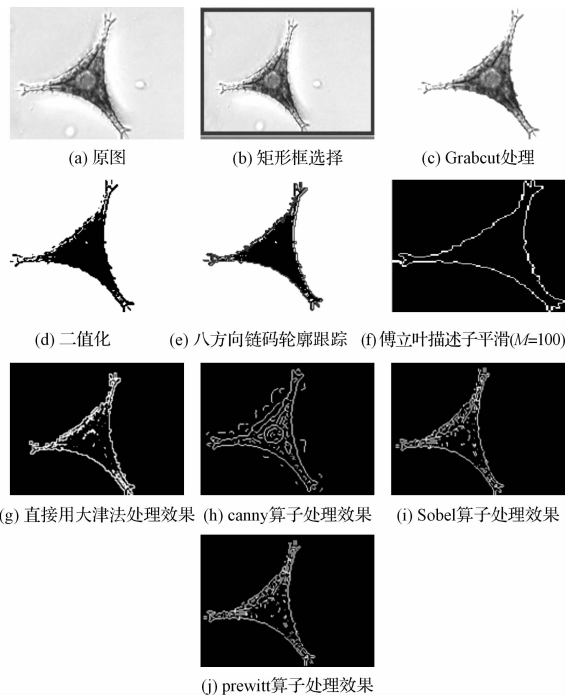 (a) 原图
(b) 矩形框选择
(c) Grabcut处理
(d) 二值化
(e) 八方向链码轮廓跟踪
(f) 傅立叶描述子平滑(M=100)
(g) 直接用大津法处理效果
(h) canny算子处理效果
(i) Sobel算子处理效果
(j) prewitt算子处理效果